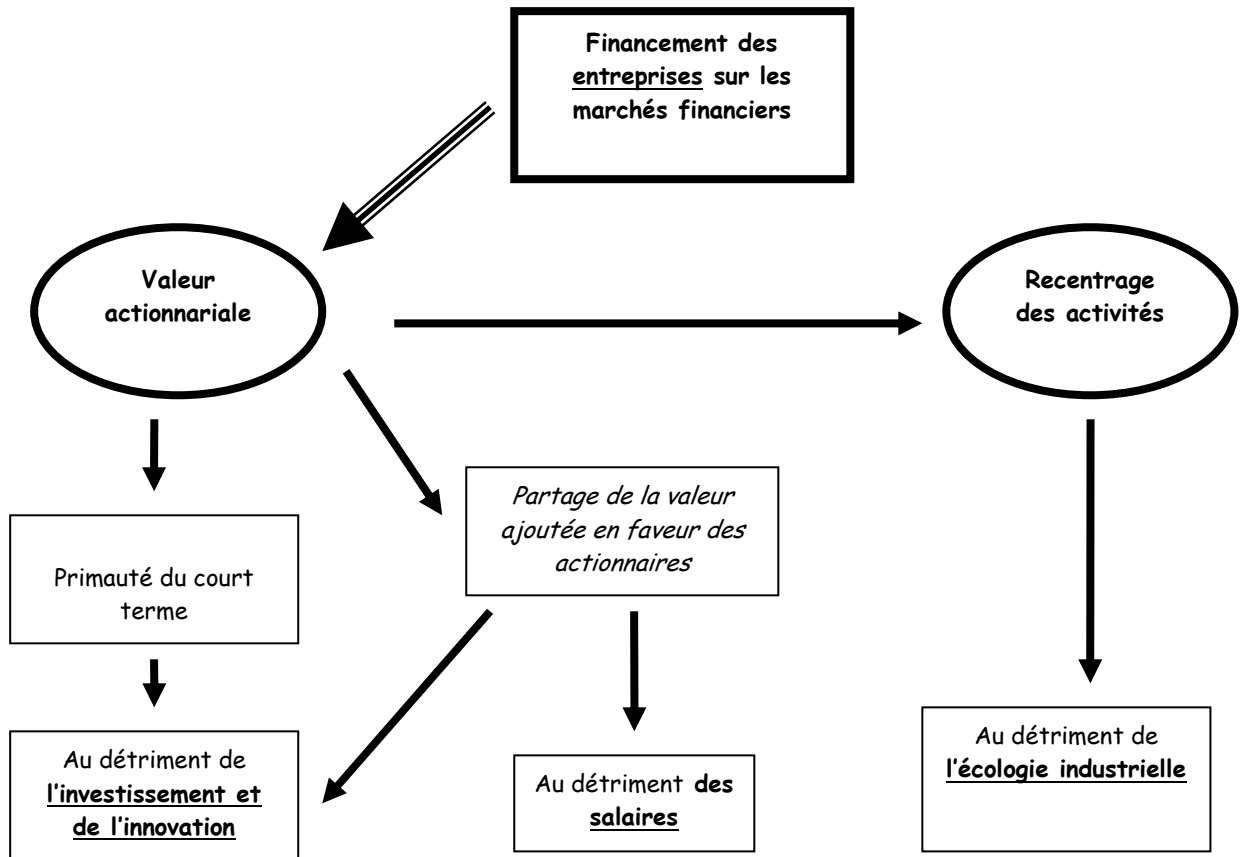 Financement des
entreprises sur les
marchés financiers
Valeur
actionnariale
Recentrage
des activités
Partage de la valeur
ajoutée en faveur des
actionnaires
Primauté du court
terme
Au détriment de
l'investissement et
de l'innovation
Au détriment des
salaires
Au détriment de
l'écologie industrielle